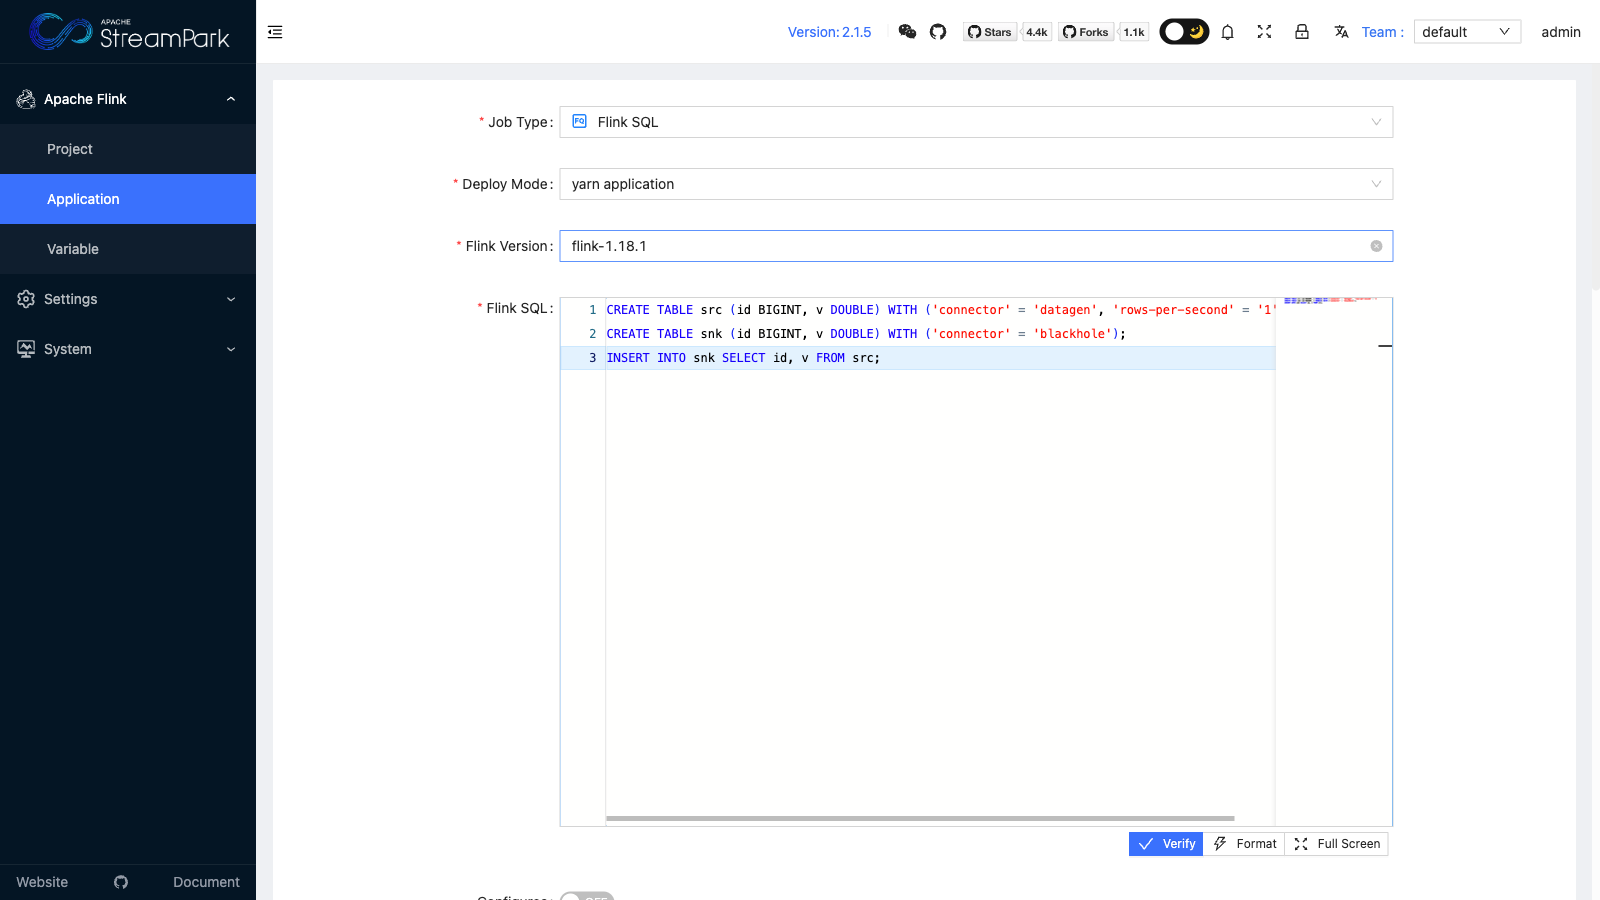 APACHE
StreamPark
Version: 2.1.5
Stars
4.4k
Forks
1.1k
Team :
default
admin
Apache Flink
Project
Application
Variable
Settings
System
Website
Document
* Job Type :
FQ
Flink SQL
* Deploy Mode :
yarn application
* Flink Version :
flink-1.18.1
* Flink SQL :
1 CREATE TABLE src (id BIGINT, v DOUBLE) WITH ('connector' = 'datagen', 'rows-per-second' = '1'
2 CREATE TABLE snk (id BIGINT, v DOUBLE) WITH ('connector' = 'blackhole');
3 INSERT INTO snk SELECT id, v FROM src;
Verify
Format
Full Screen
Configures :
OFF